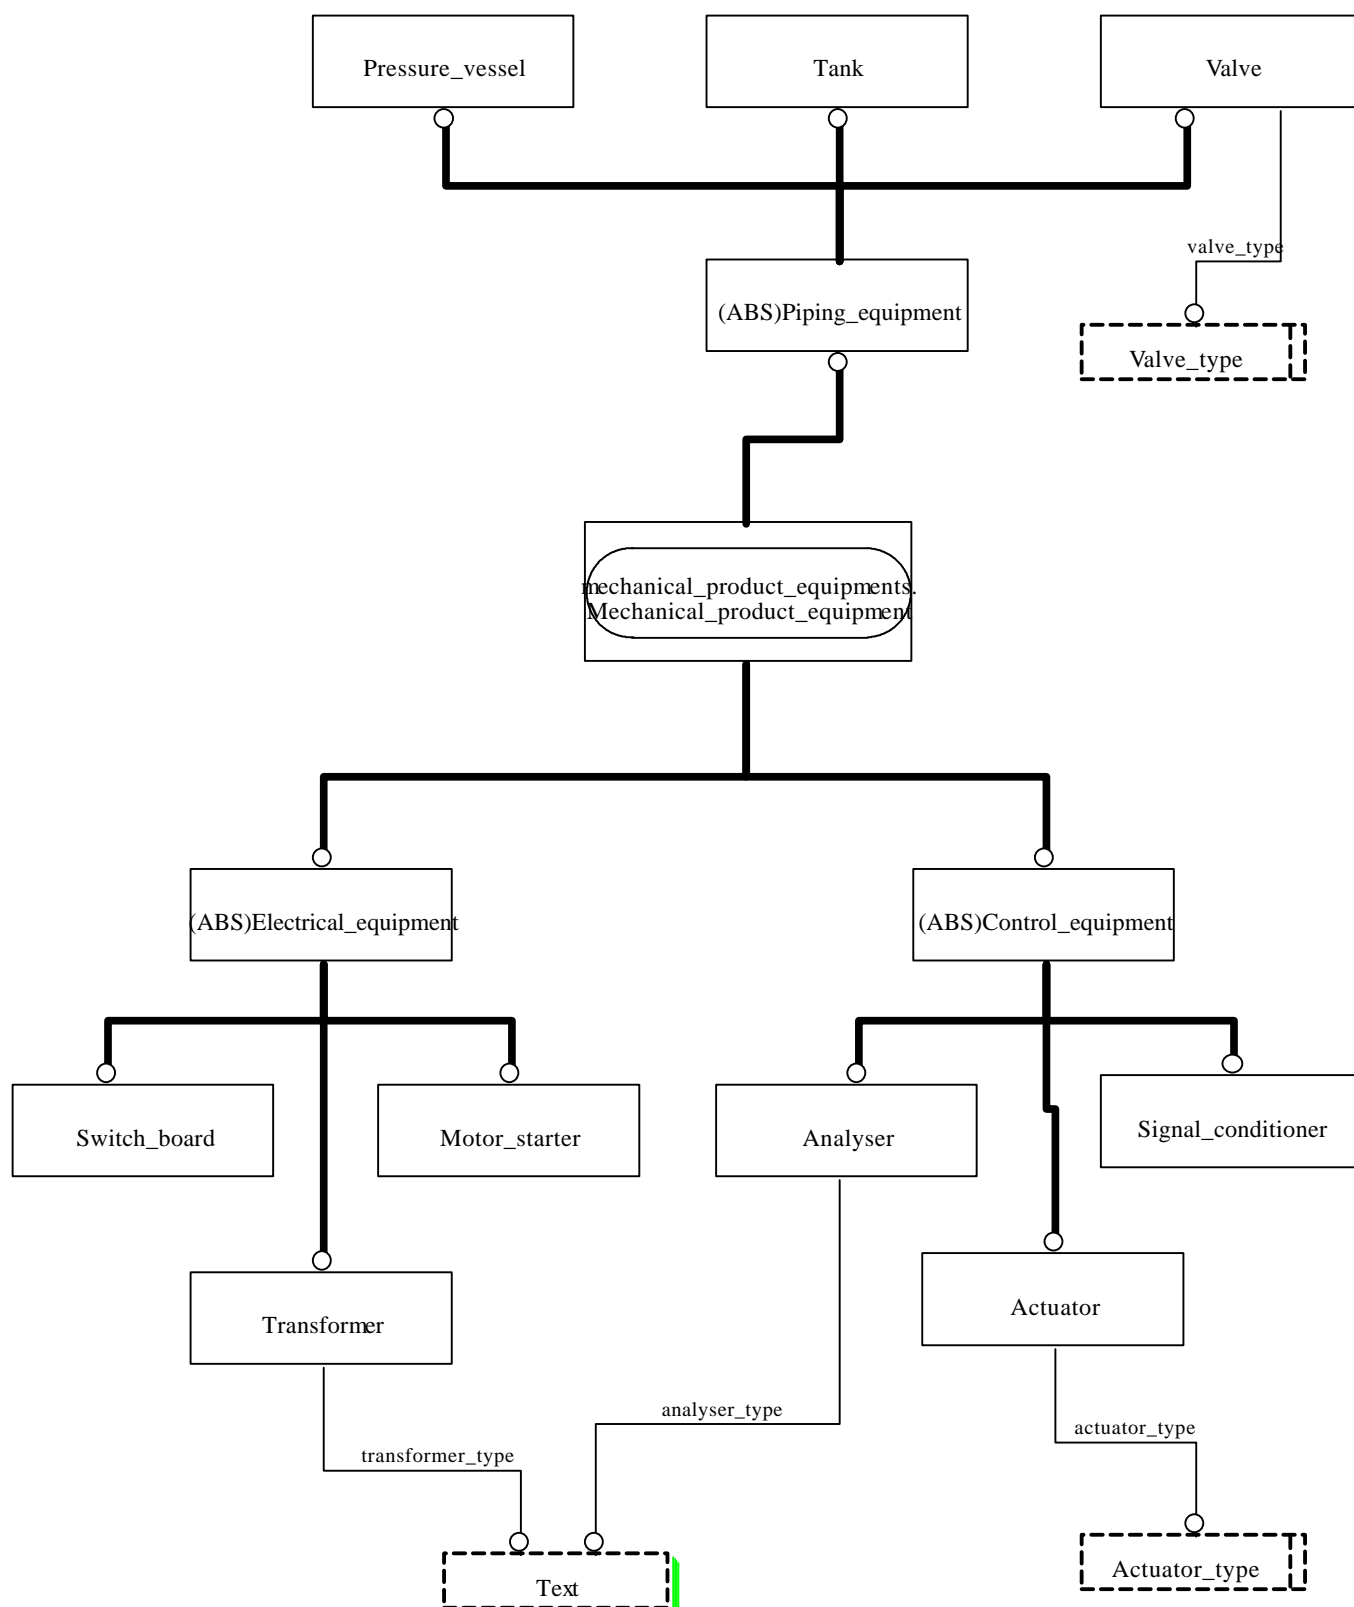 Pressure_vessel
Tank
Valve
valve_type
(ABS)Piping_equipment
Valve_type
mechanical_product_equipments.
Mechanical_product_equipment
(ABS)Electrical_equipment
(ABS)Control_equipment
Switch_board
Motor_starter
Analyser
Signal_conditioner
Transformer
Actuator
analyser_type
actuator_type
transformer_type
Actuator_type
Text